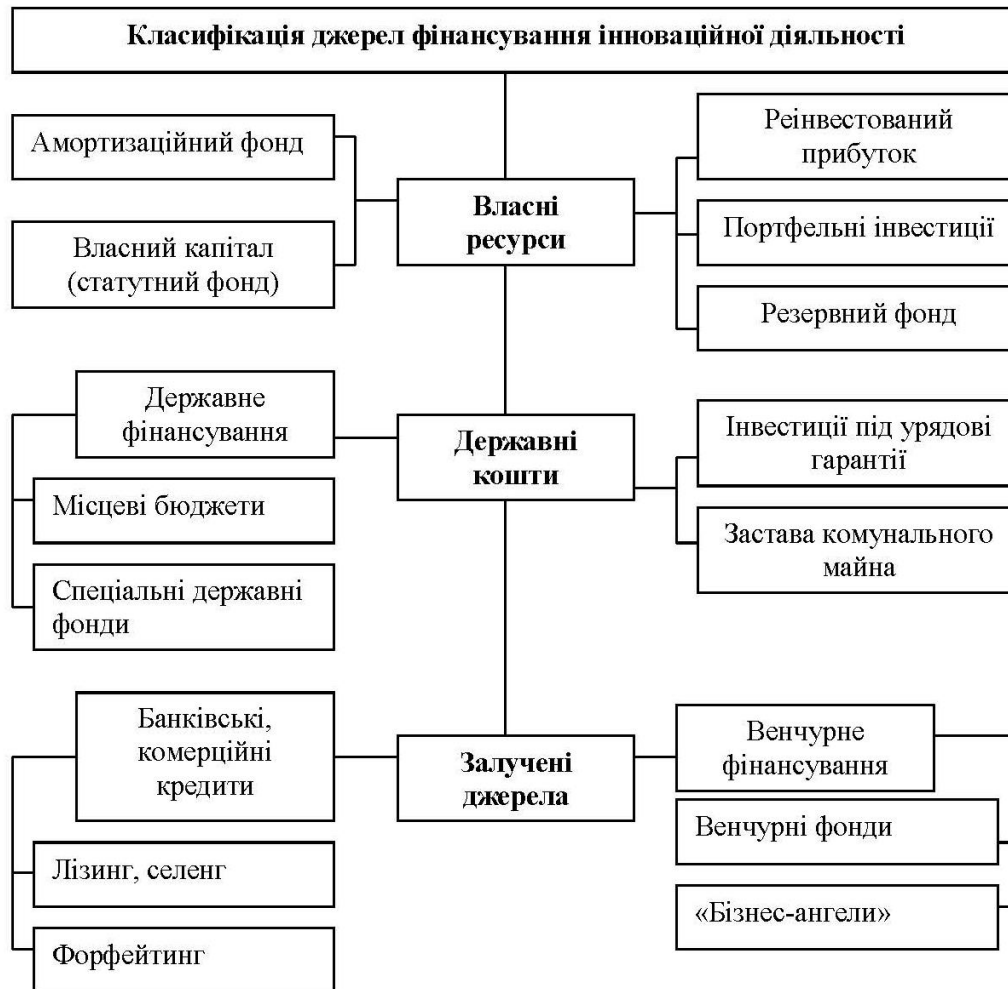 Класифікація джерел фінансування інноваційної діяльності
Амортизаційний фонд
Власний капітал
(статутний фонд)
Власні
ресурси
Реінвестований
прибуток
Портфельні інвестиції
Резервний фонд
Державне
фінансування
Місцеві бюджети
Спеціальні державні
фонди
Державні
кошти
Інвестиції під урядові
гарантії
Застава комунального
майна
Банківські,
комерційні
кредити
Лізинг, селенг
Форфейтинг
Залучені
джерела
Венчурне
фінансування
Венчурні фонди
«Бізнес-ангели»